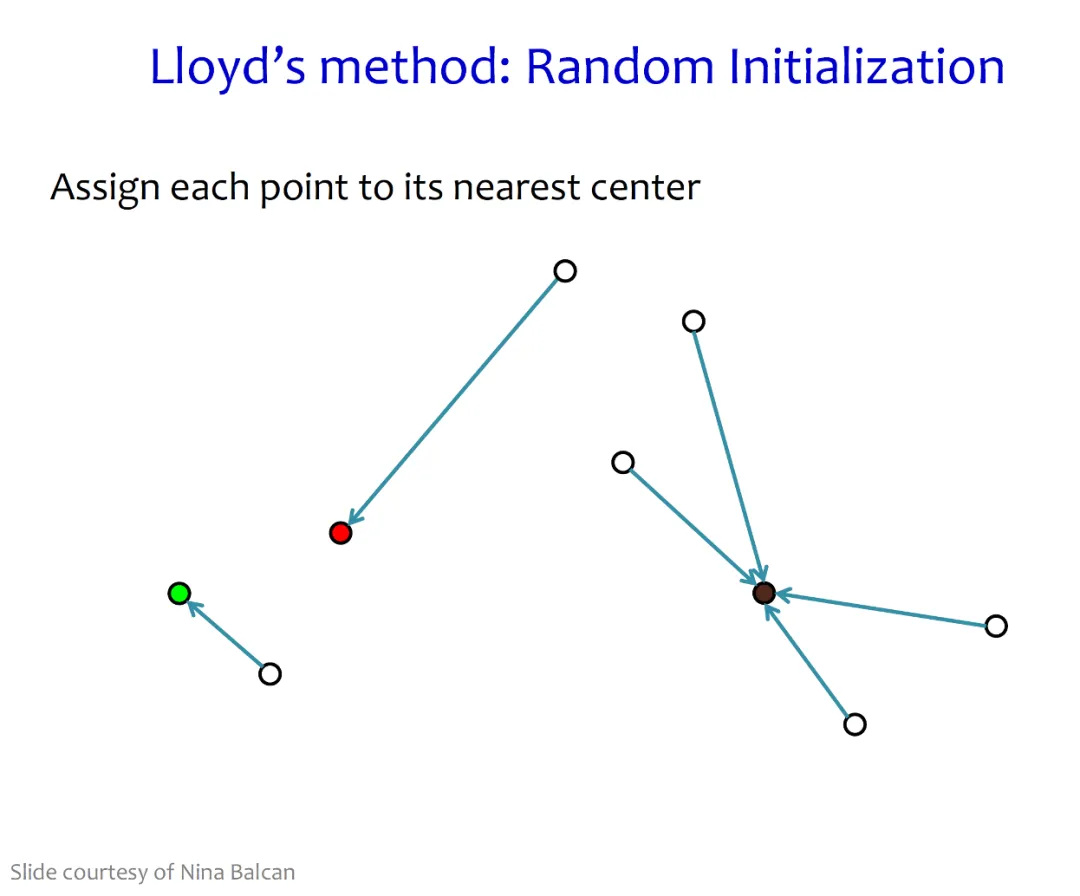 Lloyd’s method: Random Initialization
Assign each point to its nearest center
Slide courtesy of Nina Balcan